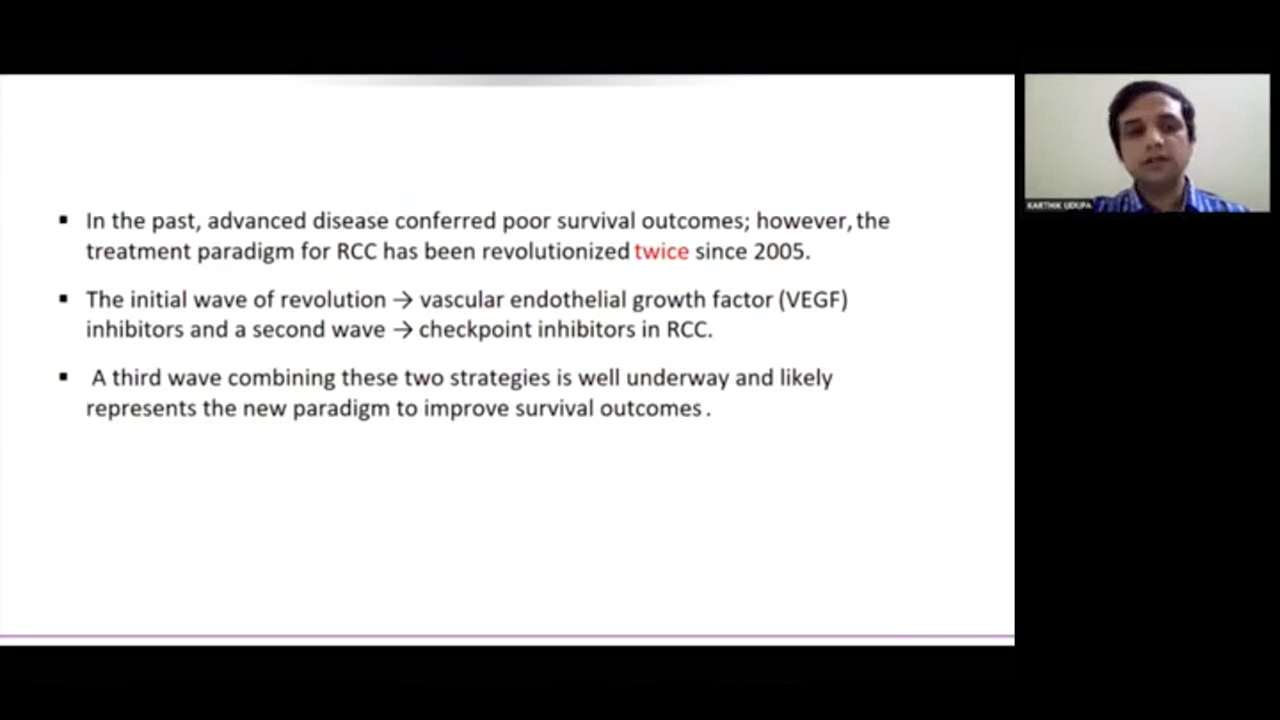 ▪ In the past, advanced disease conferred poor survival outcomes; however, the
treatment paradigm for RCC has been revolutionized twice since 2005.
▪ The initial wave of revolution → vascular endothelial growth factor (VEGF)
inhibitors and a second wave → checkpoint inhibitors in RCC.
▪ A third wave combining these two strategies is well underway and likely
represents the new paradigm to improve survival outcomes .
KARTHIK UDUPA